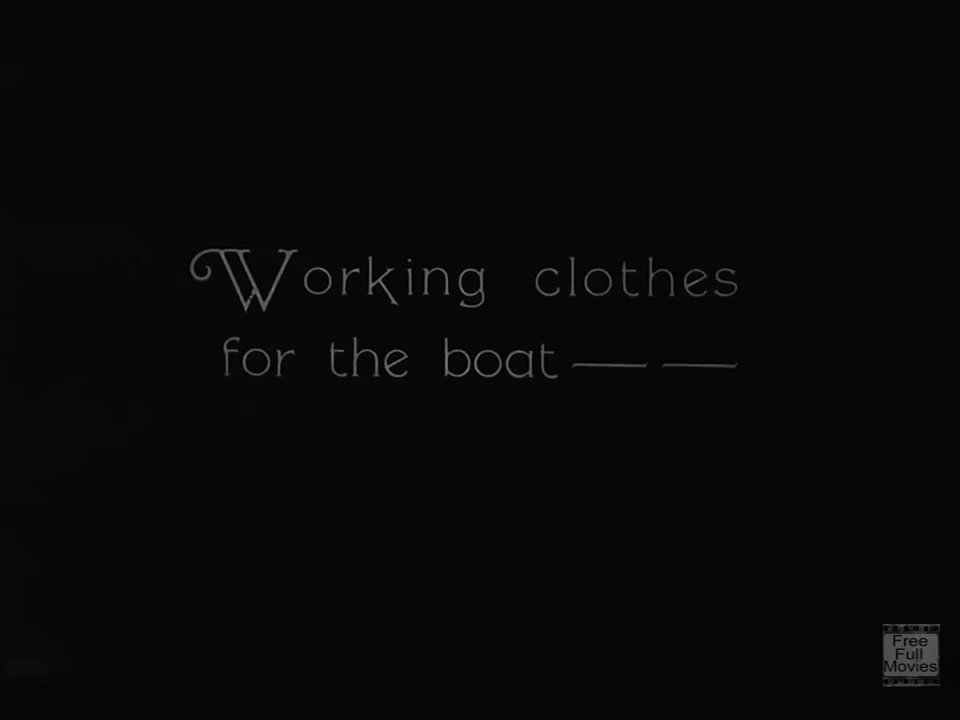 Working clothes
for the boat — —
Free
Full
Movies